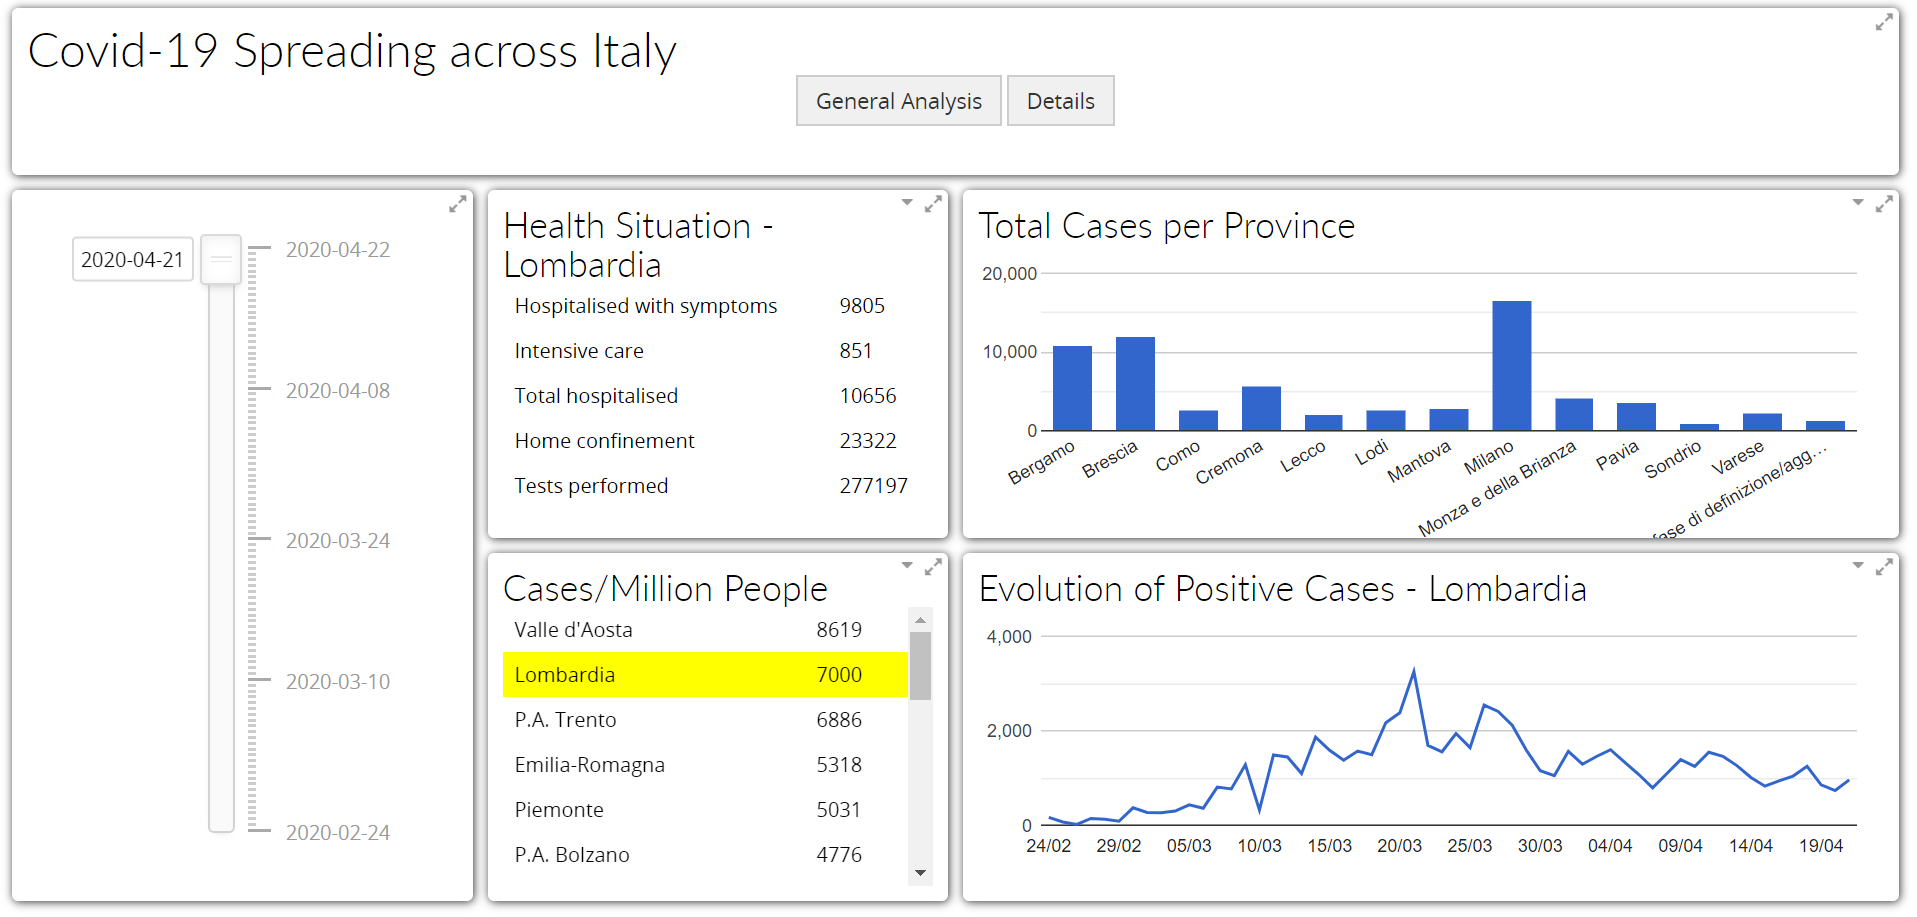 Covid-19 Spreading across Italy
General Analysis Details
2020-04-21
2020-04-22
2020-04-08
2020-03-24
2020-03-10
2020-02-24
Health Situation -
Lombardia
Hospitalised with symptoms 9805
Intensive care 851
Total hospitalised 10656
Home confinement 23322
Tests performed 277197
Total Cases per Province
20,000
10,000
0
Bergamo
Brescia
Como
Cremona
Lecco
Lodi
Mantova
Milano
Monza e della Brianza
Pavia
Sondrio
Varese
fase di definizione/agg…
Cases/Million People
Valle d'Aosta 8619
Lombardia 7000
P.A. Trento 6886
Emilia-Romagna 5318
Piemonte 5031
P.A. Bolzano 4776
Evolution of Positive Cases - Lombardia
4,000
2,000
0
24/02 29/02 05/03 10/03 15/03 20/03 25/03 30/03 04/04 09/04 14/04 19/04